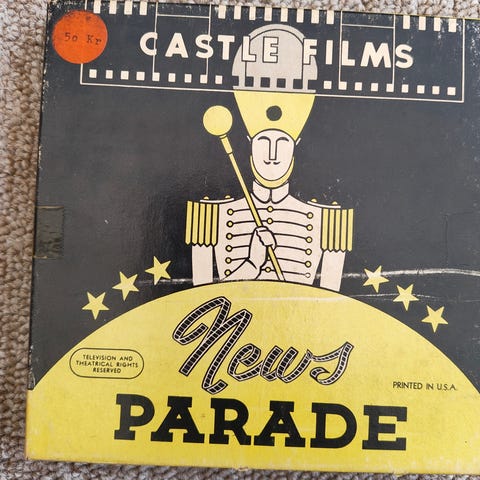 50 Kr
CASTLE FILMS
News
TELEVISION AND
THEATRICAL RIGHTS
RESERVED
PRINTED IN U.S.A.
PARADE